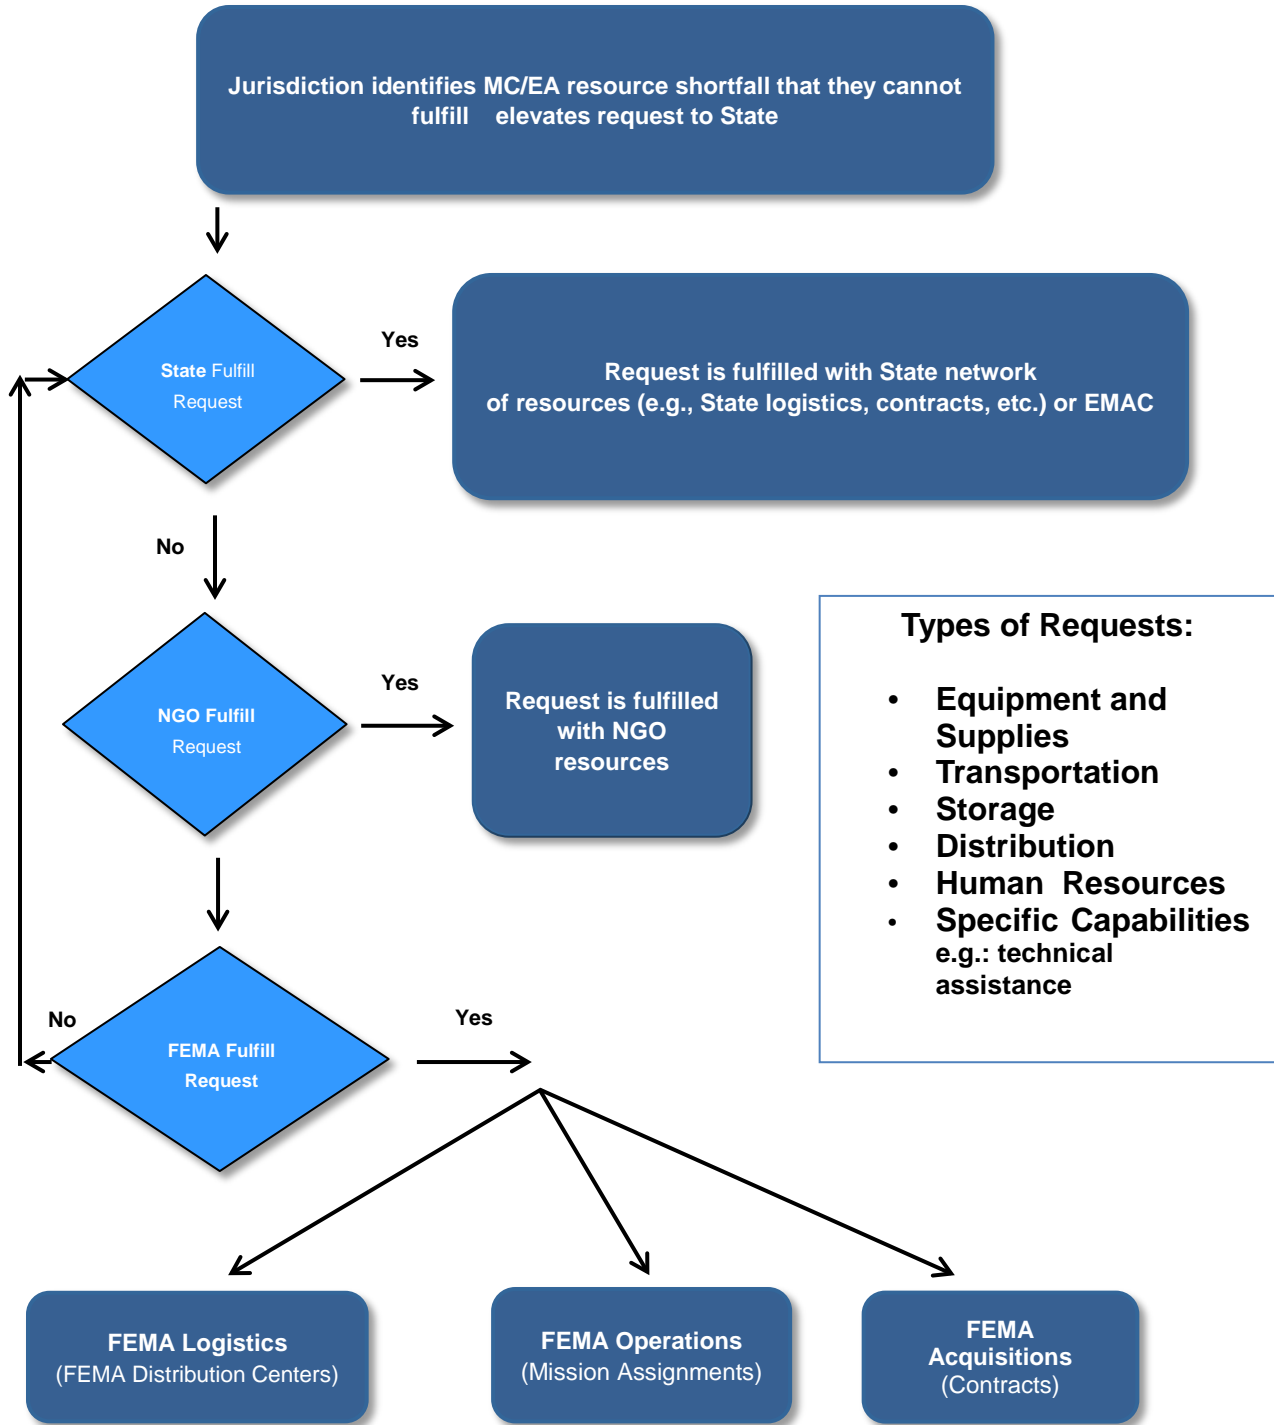 Jurisdiction identifies MC/EA resource shortfall that they cannot
fulfill elevates request to State
Yes
State Fulfill
Request
Request is fulfilled with State network
of resources (e.g., State logistics, contracts, etc.) or EMAC
No
Types of Requests:
• Equipment and
Supplies
• Transportation
• Storage
• Distribution
• Human Resources
• Specific Capabilities
e.g.: technical
assistance
Yes
NGO Fulfill
Request
Request is fulfilled
with NGO
resources
No
Yes
FEMA Fulfill
Request
FEMA Logistics
(FEMA Distribution Centers)
FEMA Operations
(Mission Assignments)
FEMA
Acquisitions
(Contracts)